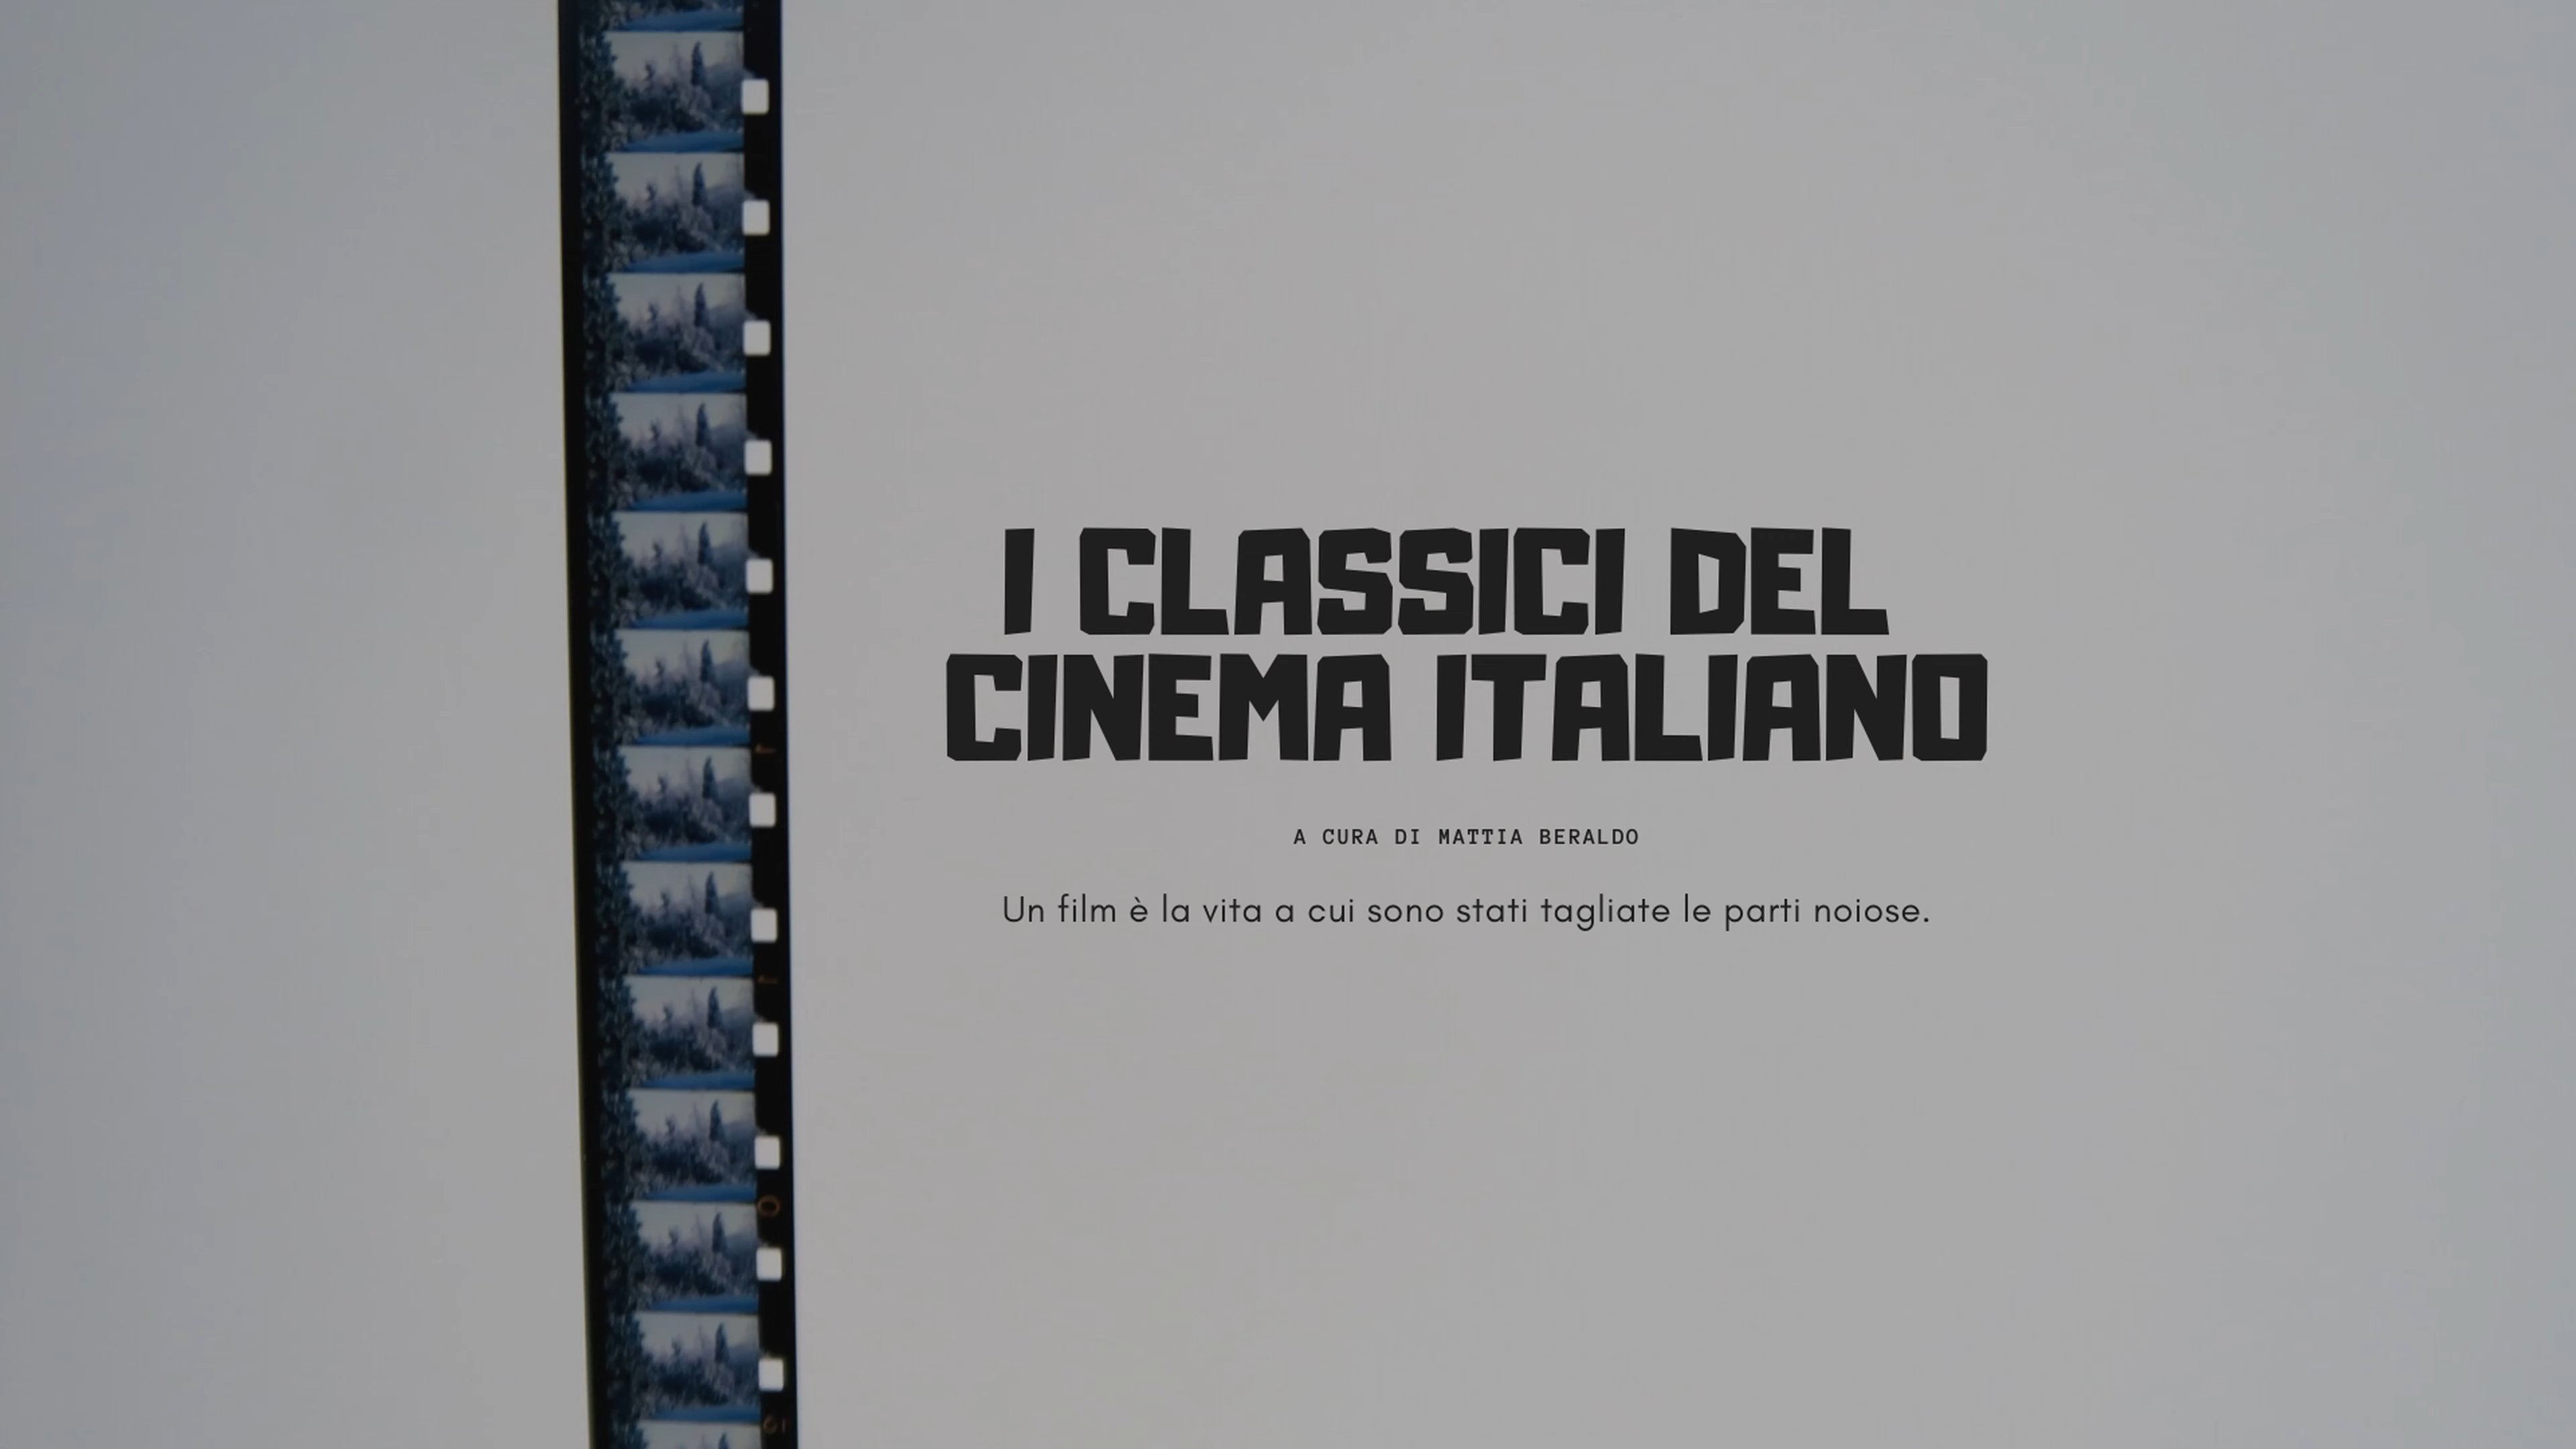 I CLASSICI DEL
CINEMA ITALIANO
A CURA DI MATTIA BERALDO
Un film è la vita a cui sono stati tagliate le parti noiose.